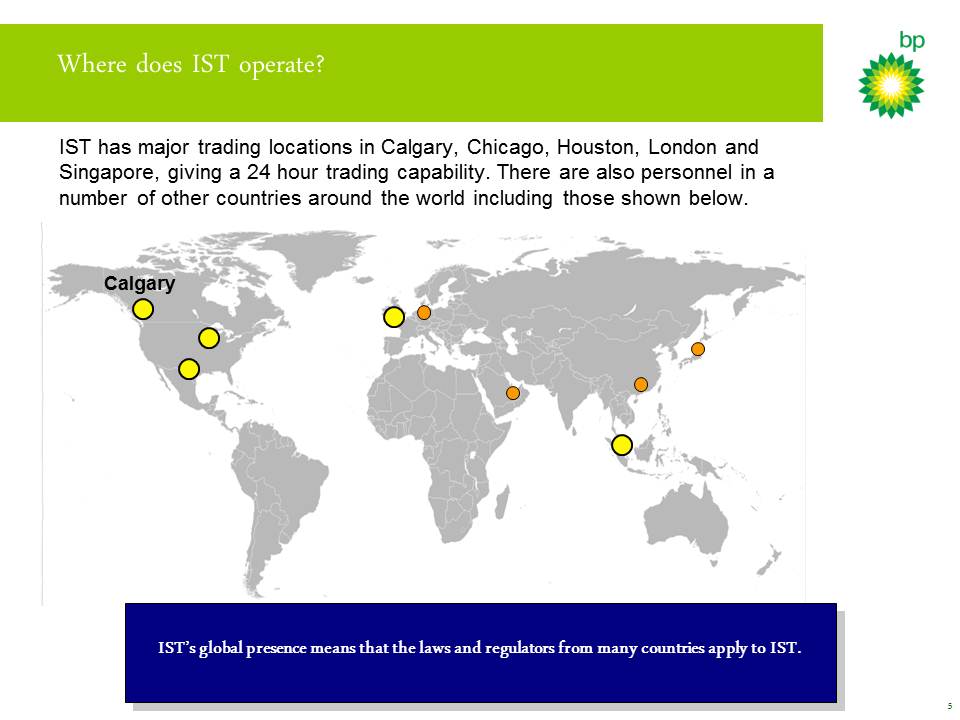 Where does IST operate?
bp
IST has major trading locations in Calgary, Chicago, Houston, London and
Singapore, giving a 24 hour trading capability. There are also personnel in a
number of other countries around the world including those shown below.
Calgary
IST's global presence means that the laws and regulators from many countries apply to IST.
5